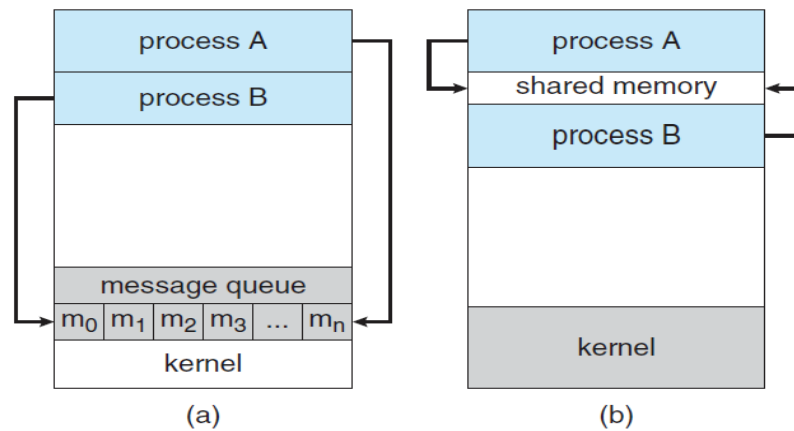 process A
process B
message queue
m₀ m₁ m₂ m₃ ... mₙ
kernel
(a)
process A
shared memory
process B
kernel
(b)